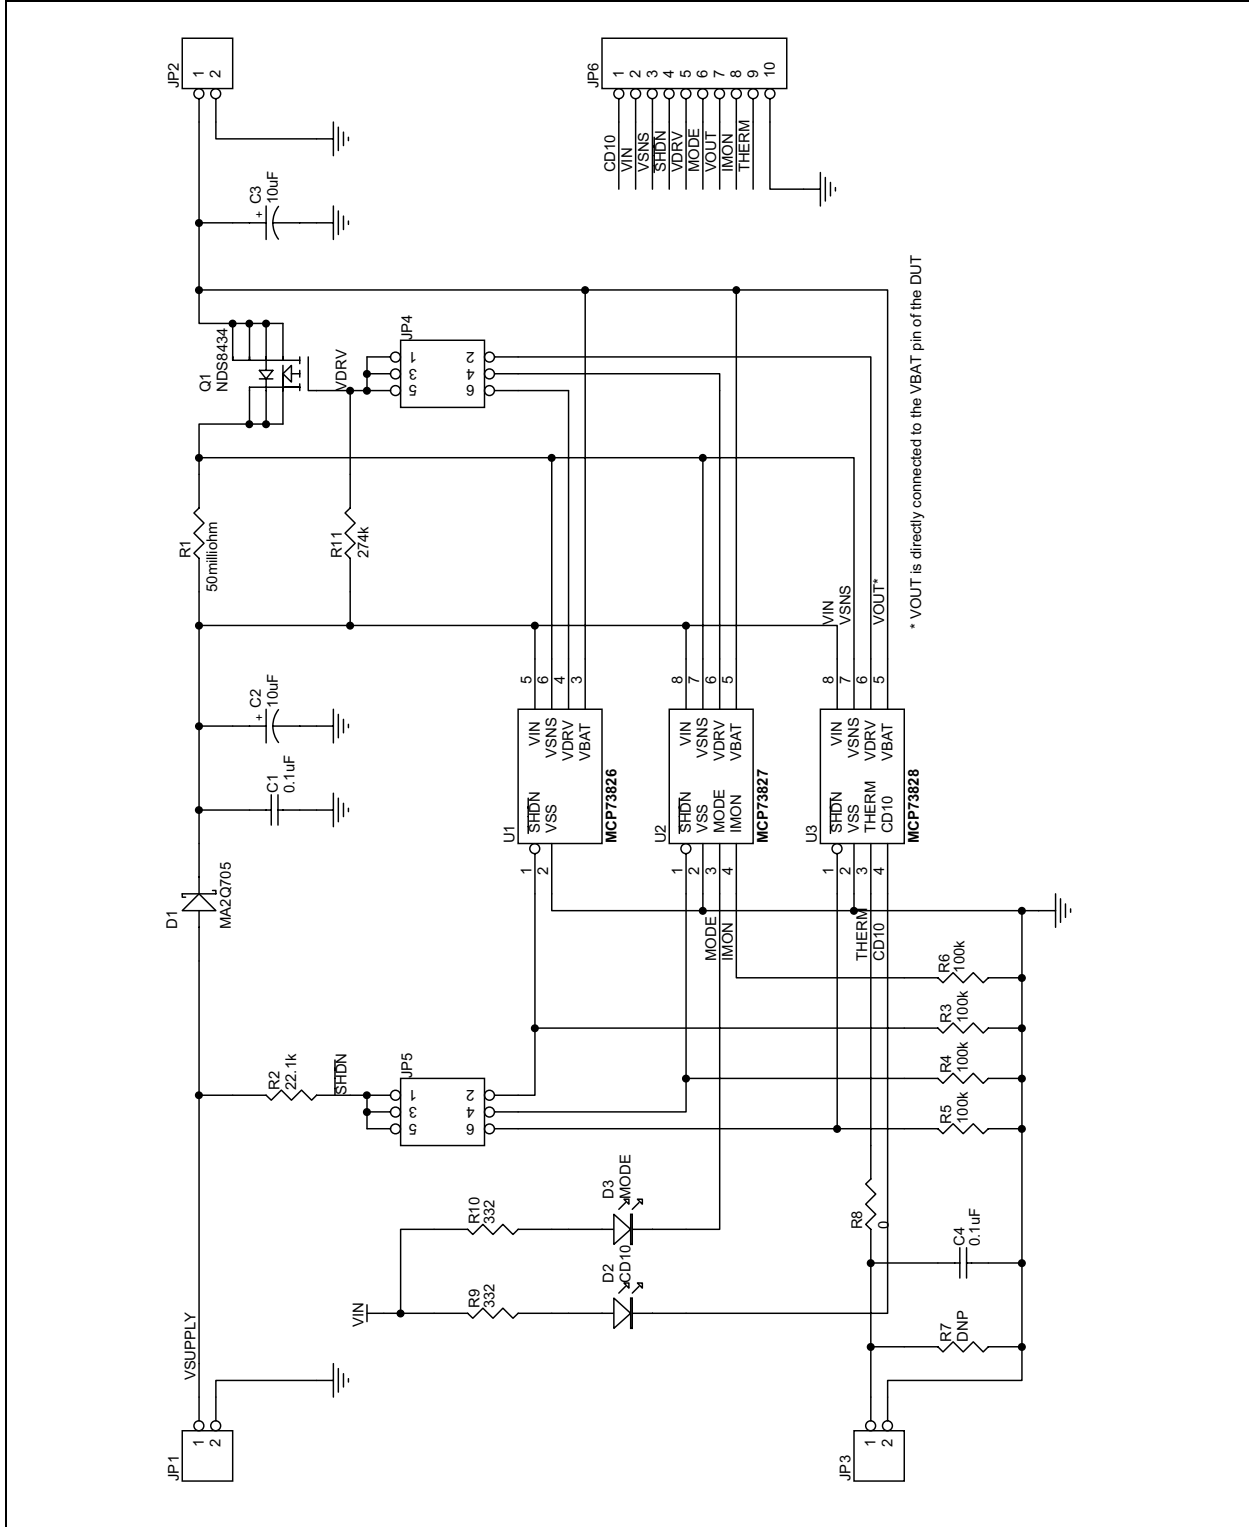 JP2
1
2
JP6
1
2
3
4
5
6
7
8
9
10
CD10
VIN
VSNS
SHDN
VDRV
MODE
VOUT
IMON
THERM
C3
10uF
+
Q1
NDS8434
VDRV
JP4
1
3
5
2
4
6
R1
50milliohm
R11
274k
VIN
VSNS
VOUT*
* VOUT is directly connected to the VBAT pin of the DUT
C2
10uF
+
C1
0.1uF
D1
MA2Q705
U1
SHDN
VSS
VIN
VSNS
VDRV
VBAT
1
2
5
6
4
3
MCP73826
U2
SHDN
VSS
MODE
IMON
VIN
VSNS
VDRV
VBAT
1
2
3
4
8
7
6
5
MCP73827
U3
SHDN
VSS
THERM
CD10
VIN
VSNS
VDRV
VBAT
1
2
3
4
8
7
6
5
MCP73828
MODE
IMON
THERM
CD10
R2
22.1k
SHDN
JP5
1
3
5
2
4
6
R6
100k
R3
100k
R4
100k
R5
100k
R10
332
D3
MODE
R9
332
D2
CD10
VIN
R8
0
C4
0.1uF
R7
DNP
VSUPPLY
JP1
1
2
JP3
1
2